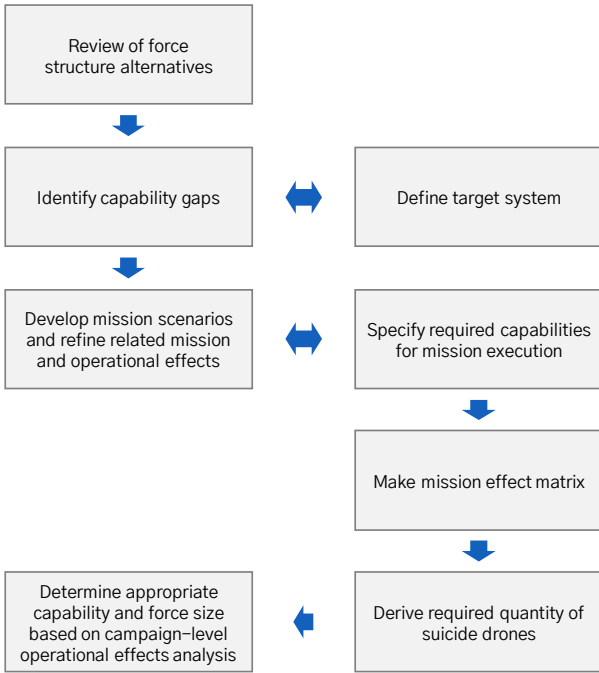 Review of force
structure alternatives
Identify capability gaps
Define target system
Develop mission scenarios
and refine related mission
and operational effects
Specify required capabilities
for mission execution
Make mission effect matrix
Determine appropriate
capability and force size
based on campaign-level
operational effects analysis
Derive required quantity of
suicide drones